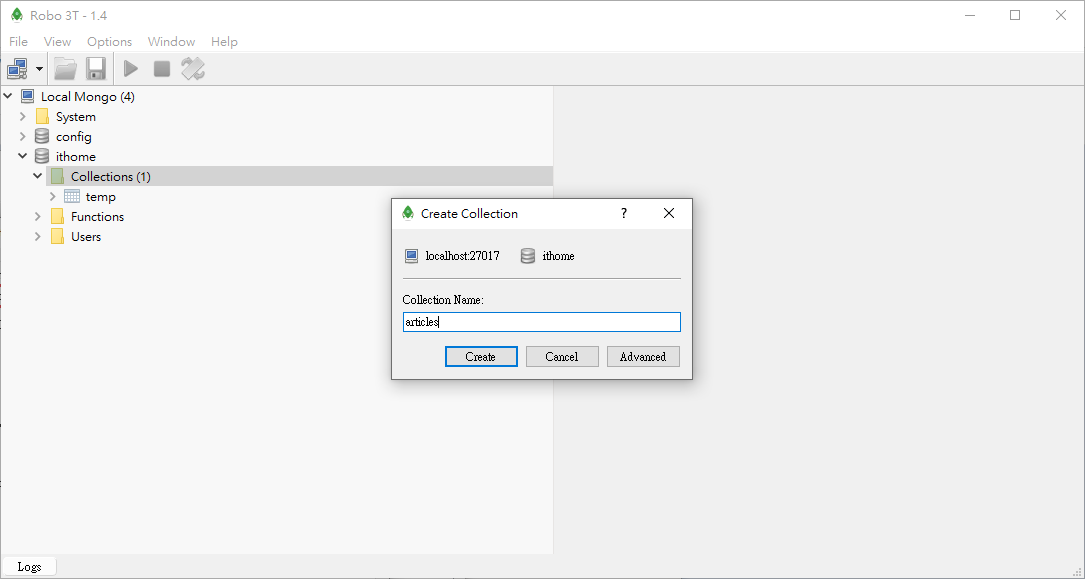 Robo 3T - 1.4
File View Options Window Help
Local Mongo (4)
System
config
ithome
Collections (1)
temp
Functions
Users
Create Collection ?
localhost:27017 ithome
Collection Name:
articles
Create Cancel Advanced
Logs